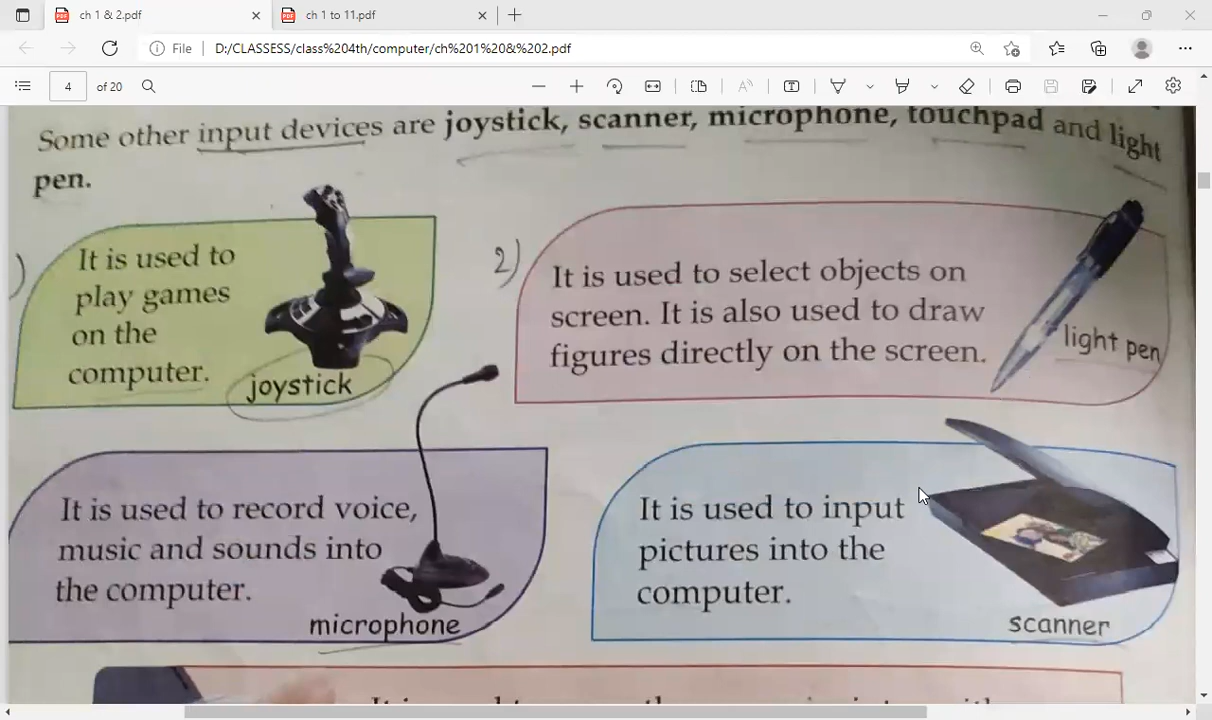 ch 1 & 2.pdf
ch 1 to 11.pdf
File
D:/CLASSESS/class%204th/computer/ch%201%20&%202.pdf
4
of 20
Some other input devices are joystick, scanner, microphone, touchpad and light
pen.
)
It is used to
play games
on the
computer.
joystick
2)
It is used to select objects on
screen. It is also used to draw
figures directly on the screen.
light pen
It is used to record voice,
music and sounds into
the computer.
microphone
It is used to input
pictures into the
computer.
scanner